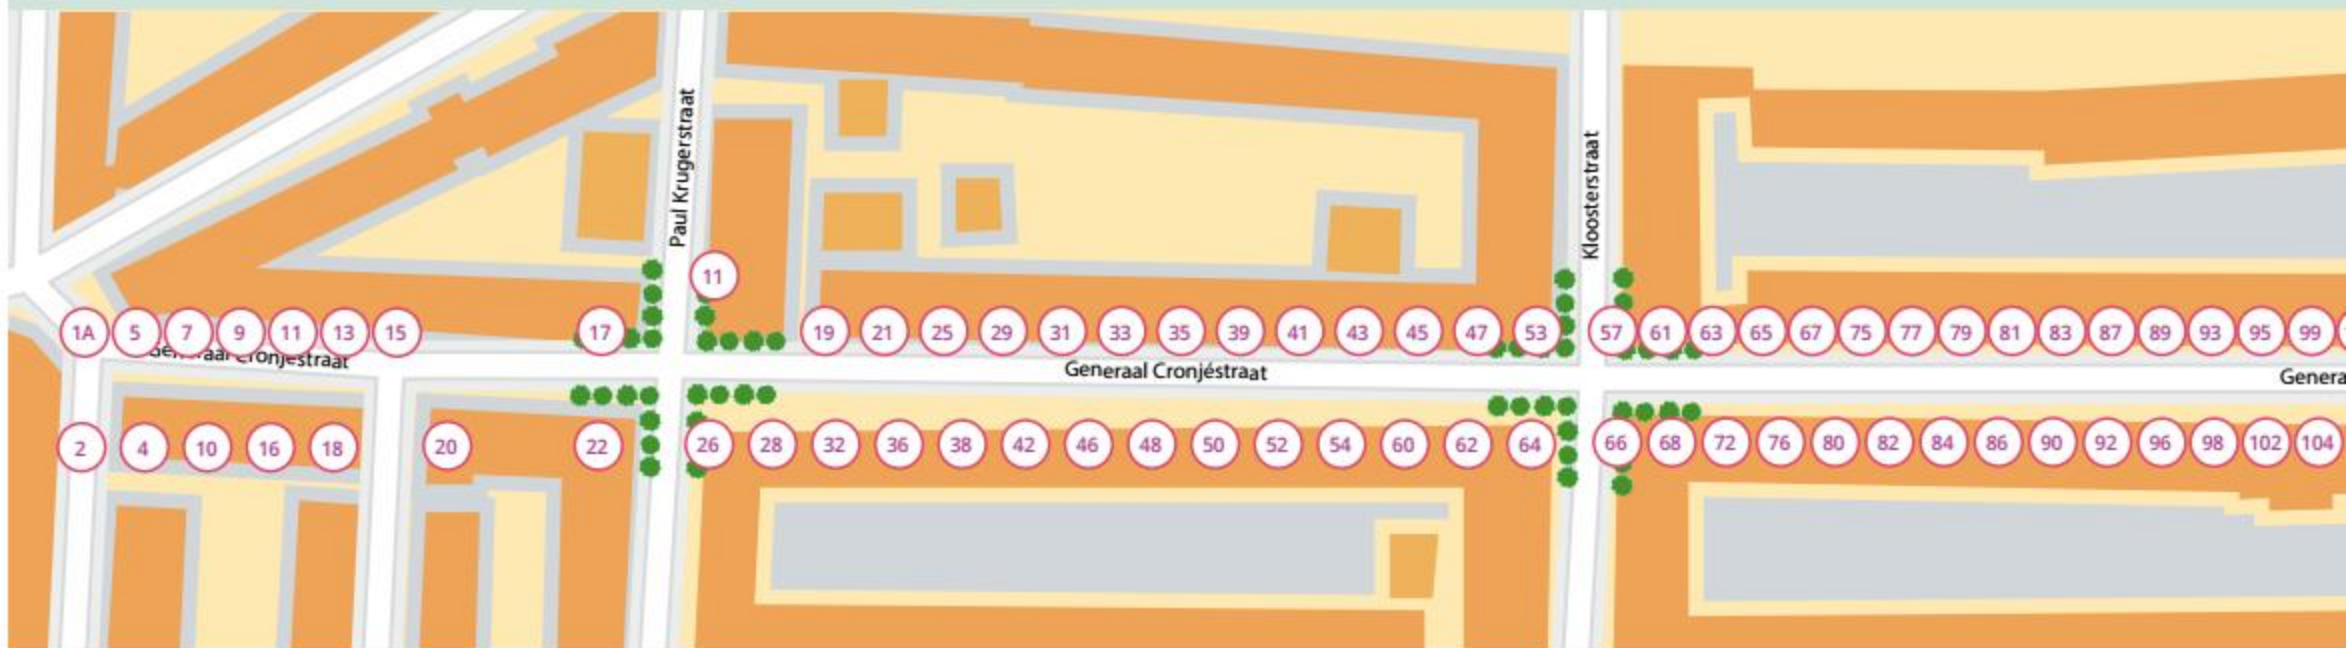 Paul Krugerstraat
Kloosterstraat
11
1A 5 7 9 11 13 15 17 19 21 25 29 31 33 35 39 41 43 45 47 53 57 61 63 65 67 75 77 79 81 83 87 89 93 95 99
Generaal Cronjéstraat
Generaal Cronjéstraat
Genera
2 4 10 16 18 20 22 26 28 32 36 38 42 46 48 50 52 54 60 62 64 66 68 72 76 80 82 84 86 90 92 96 98 102 104